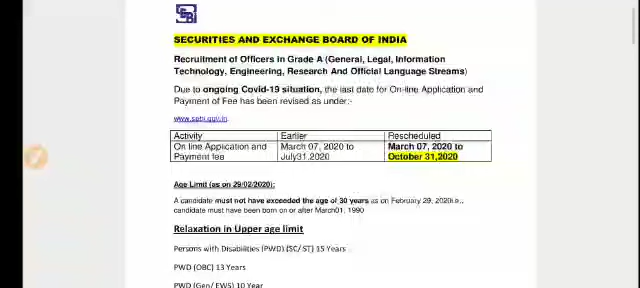 SEBI
SECURITIES AND EXCHANGE BOARD OF INDIA
Recruitment of Officers in Grade A (General, Legal, Information
Technology, Engineering, Research And Official Language Streams)
Due to ongoing Covid-19 situation, the last date for On-line Application and
Payment of Fee has been revised as under:-
www.sebi.gov.in
Activity Earlier Rescheduled
On line Application and March 07, 2020 to March 07, 2020 to
Payment fee July31,2020 October 31,2020
Age Limit (as on 29/02/2020):
A candidate must not have exceeded the age of 30 years as on February 29, 2020i.e.,
candidate must have been born on or after March01, 1990
Relaxation in Upper age limit
Persons with Disabilities (PWD) (SC/ST) 15 Years
PWD (OBC) 13 Years
PWD (Gen/ EWS) 10 Year